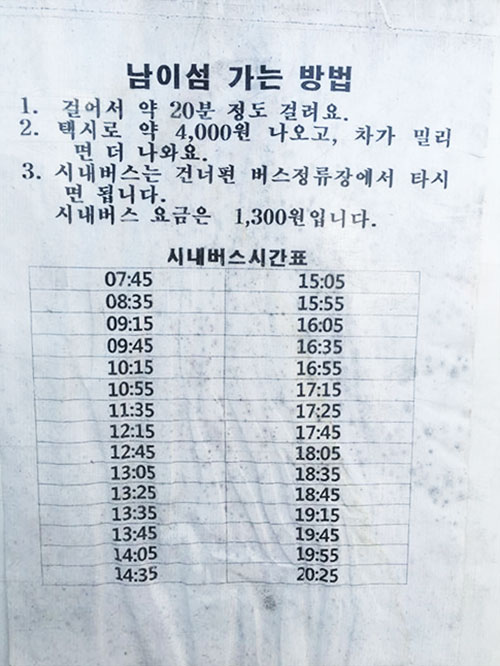 남이섬 가는 방법
1. 걸어서 약 20분 정도 걸려요.
2. 택시로 약 4,000원 나오고, 차가 밀리
면 더 나와요.
3. 시내버스는 건너편 버스정류장에서 타시
면 됩니다.
시내버스 요금은 1,300원입니다.
시내버스시간표
07:45 15:05
08:35 15:55
09:15 16:05
09:45 16:35
10:15 16:55
10:55 17:15
11:35 17:25
12:15 17:45
12:45 18:05
13:05 18:35
13:25 18:45
13:35 19:15
13:45 19:45
14:05 19:55
14:35 20:25